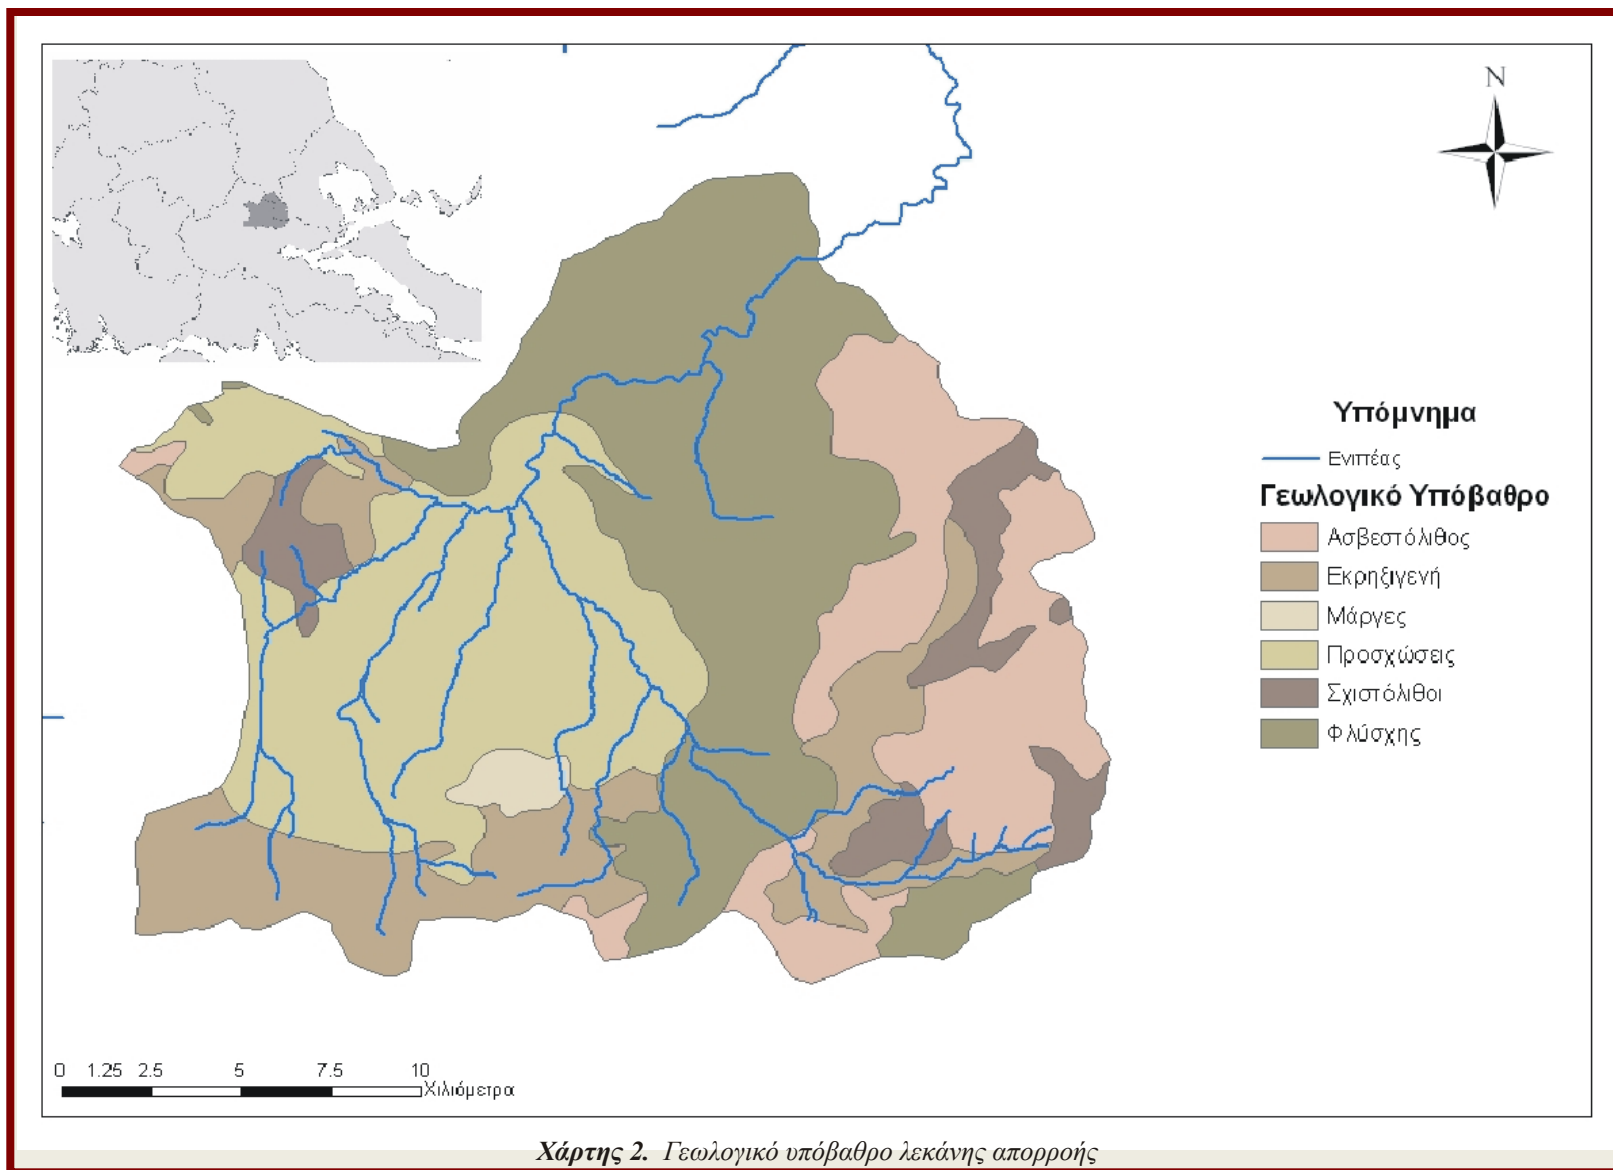 N
Υπόμνημα
Ενιπέας
Γεωλογικό Υπόβαθρο
Ασβεστόλιθος
Εκρηξιγενή
Μάργες
Προσχώσεις
Σχιστόλιθοι
Φλύσχης
0 1.25 2.5 5 7.5 10
Χιλιόμετρα
Χάρτης 2. Γεωλογικό υπόβαθρο λεκάνης απορροής